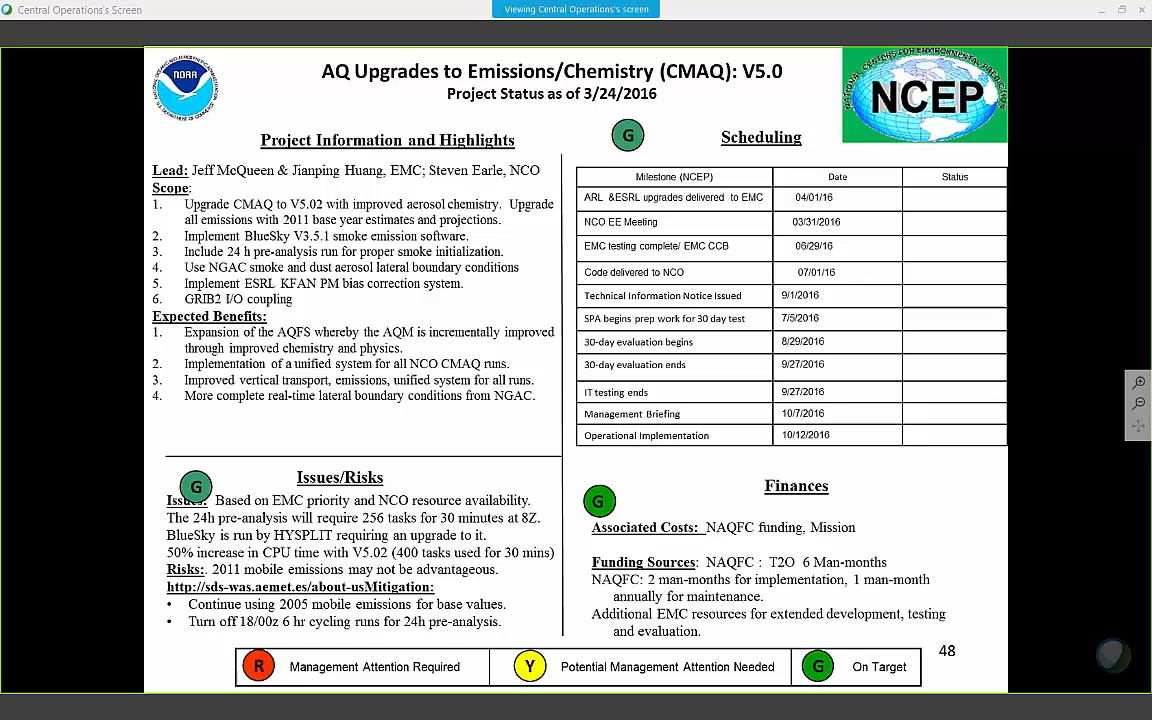 Central Operations's Screen
Viewing Central Operations's screen
NOAA
AQ Upgrades to Emissions/Chemistry (CMAQ): V5.0
Project Status as of 3/24/2016
NATIONAL CENTERS FOR ENVIRONMENTAL PREDICTION
NCEP
Project Information and Highlights
Lead: Jeff McQueen & Jianping Huang, EMC; Steven Earle, NCO
Scope:
1. Upgrade CMAQ to V5.02 with improved aerosol chemistry. Upgrade
all emissions with 2011 base year estimates and projections.
2. Implement BlueSky V3.5.1 smoke emission software.
3. Include 24 h pre-analysis run for proper smoke initialization.
4. Use NGAC smoke and dust aerosol lateral boundary conditions
5. Implement ESRL KFAN PM bias correction system.
6. GRIB2 I/O coupling
Expected Benefits:
1. Expansion of the AQFS whereby the AQM is incrementally improved
through improved chemistry and physics.
2. Implementation of a unified system for all NCO CMAQ runs.
3. Improved vertical transport, emissions, unified system for all runs.
4. More complete real-time lateral boundary conditions from NGAC.
G
Scheduling
Milestone (NCEP) Date Status
ARL &ESRL upgrades delivered to EMC 04/01/16
NCO EE Meeting 03/31/2016
EMC testing complete/ EMC CCB 06/29/16
Code delivered to NCO 07/01/16
Technical Information Notice Issued 9/1/2016
SPA begins prep work for 30 day test 7/5/2016
30-day evaluation begins 8/29/2016
30-day evaluation ends 9/27/2016
IT testing ends 9/27/2016
Management Briefing 10/7/2016
Operational Implementation 10/12/2016
G
Issues/Risks
Issues: Based on EMC priority and NCO resource availability.
The 24h pre-analysis will require 256 tasks for 30 minutes at 8Z.
BlueSky is run by HYSPLIT requiring an upgrade to it.
50% increase in CPU time with V5.02 (400 tasks used for 30 mins)
Risks:. 2011 mobile emissions may not be advantageous.
http://sds-was.aemet.es/about-usMitigation:
• Continue using 2005 mobile emissions for base values.
• Turn off 18/00z 6 hr cycling runs for 24h pre-analysis.
G
Finances
Associated Costs: NAQFC funding, Mission
Funding Sources: NAQFC : T2O 6 Man-months
NAQFC: 2 man-months for implementation, 1 man-month
annually for maintenance.
Additional EMC resources for extended development, testing
and evaluation.
R Management Attention Required
Y Potential Management Attention Needed
G On Target
48